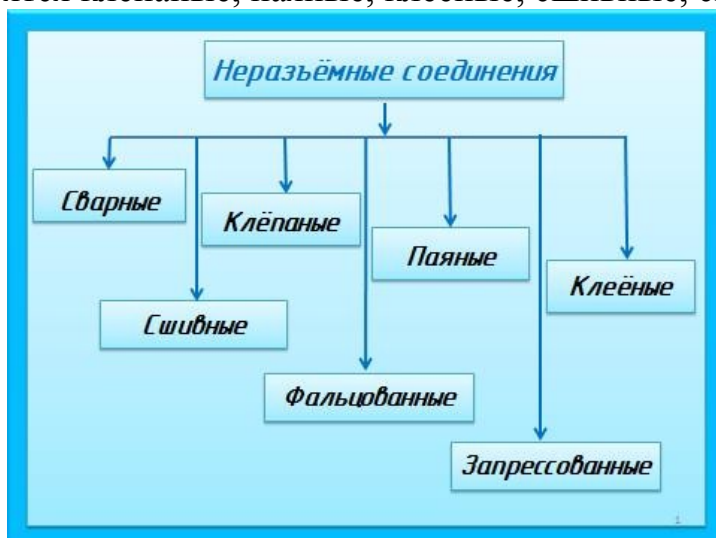 Неразъёмные соединения
Сварные
Клёпаные
Паяные
Клеёные
Сшивные
Фальцованные
Запрессованные
1